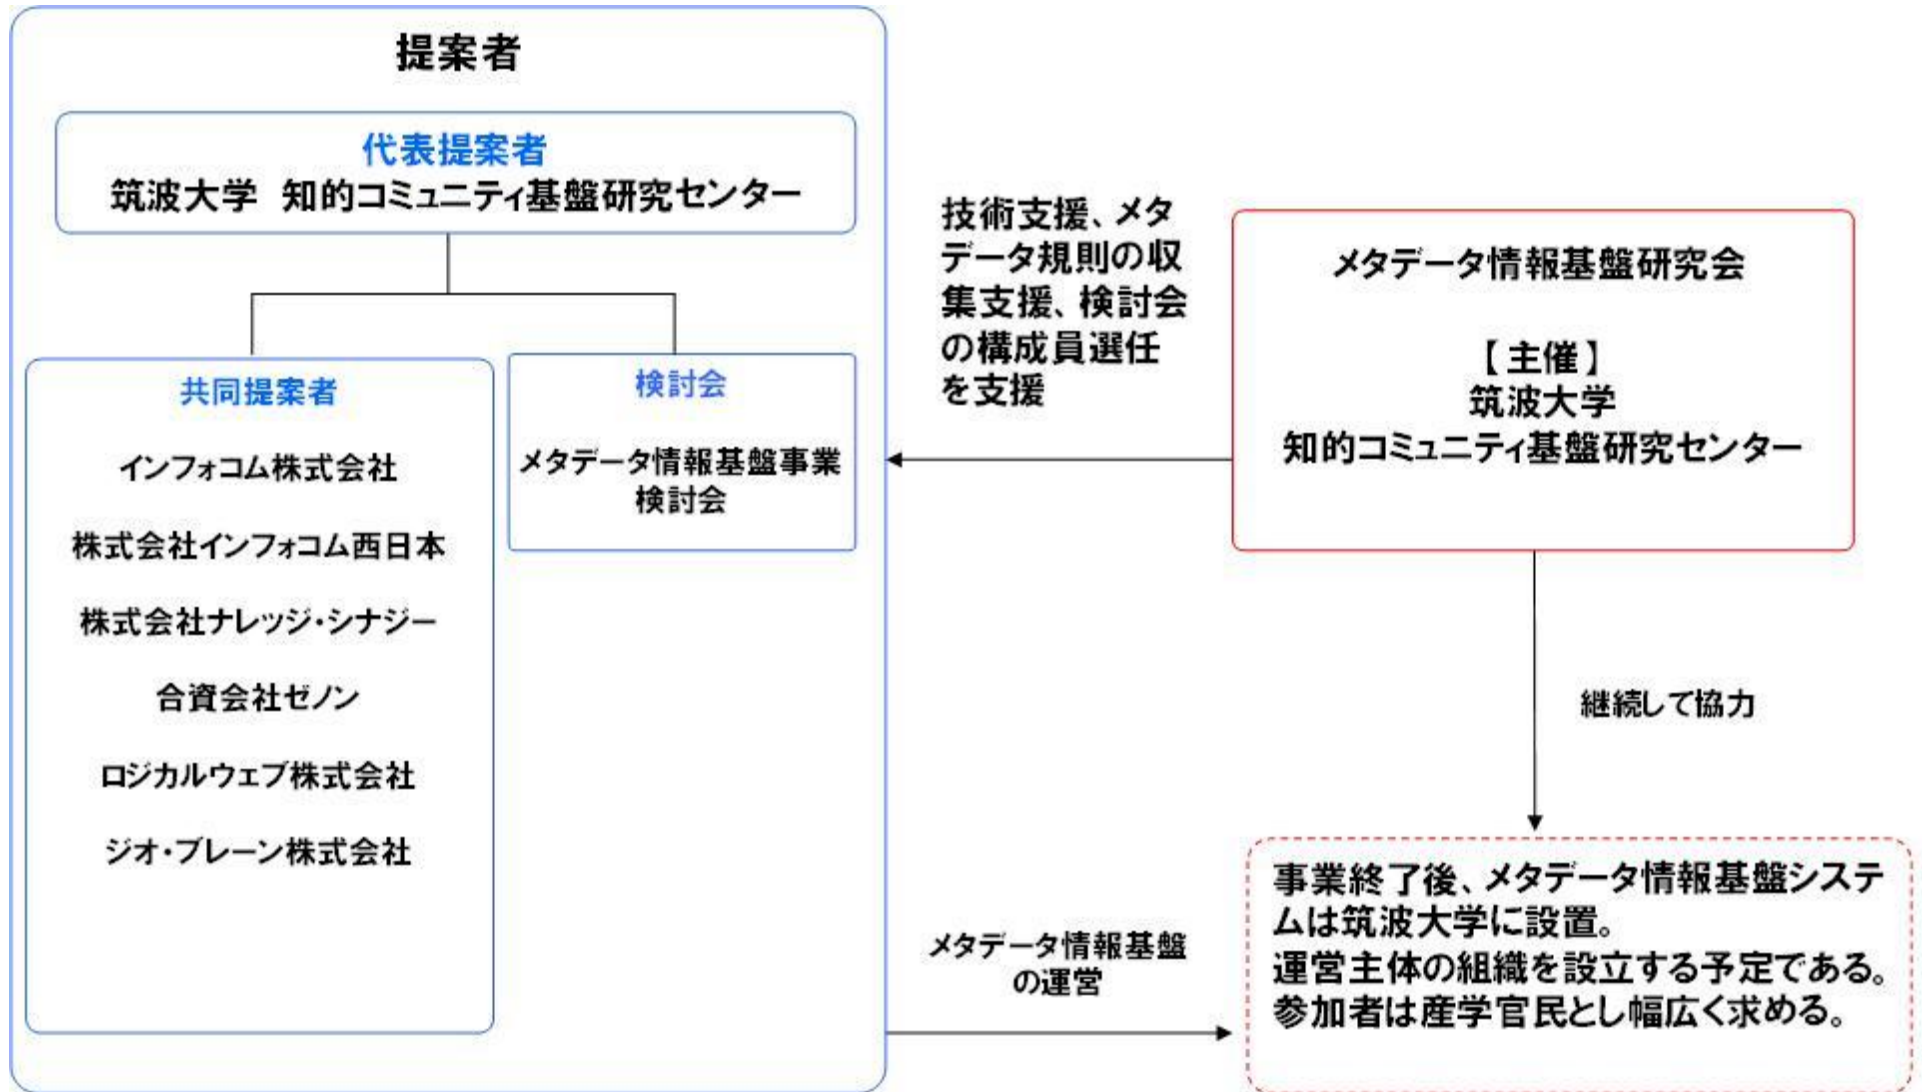 提案者
代表提案者
筑波大学　知的コミュニティ基盤研究センター
共同提案者
インフォコム株式会社
株式会社インフォコム西日本
株式会社ナレッジ・シナジー
合資会社ゼノン
ロジカルウェブ株式会社
ジオ・ブレーン株式会社
検討会
メタデータ情報基盤事業
検討会
技術支援、メタ
データ規則の収
集支援、検討会
の構成員選任
を支援
メタデータ情報基盤研究会
【主催】
筑波大学
知的コミュニティ基盤研究センター
継続して協力
メタデータ情報基盤
の運営
事業終了後、メタデータ情報基盤システ
ムは筑波大学に設置。
運営主体の組織を設立する予定である。
参加者は産学官民とし幅広く求める。